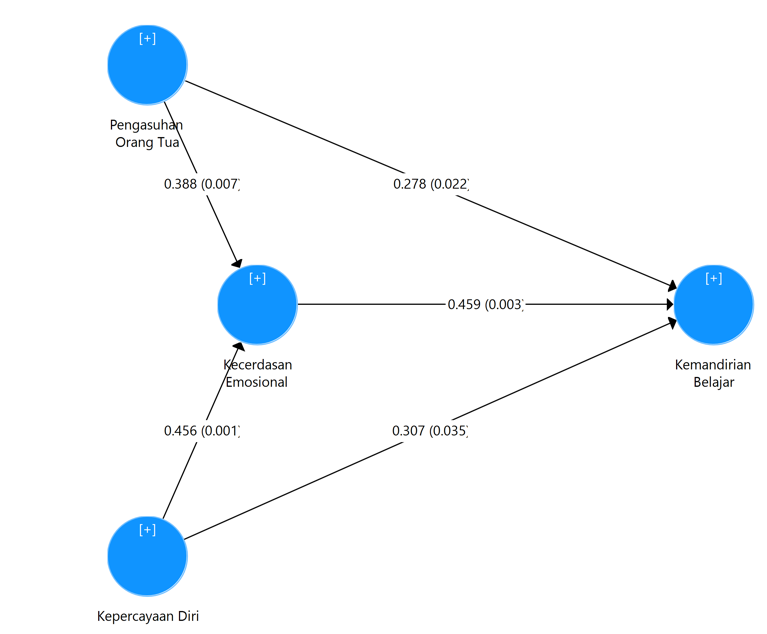 [+]
Pengasuhan
Orang Tua
0.388 (0.007)
0.278 (0.022)
[+]
[+]
0.459 (0.003)
Kecerdasan
Emosional
Kemandirian
Belajar
0.456 (0.001)
0.307 (0.035)
[+]
Kepercayaan Diri